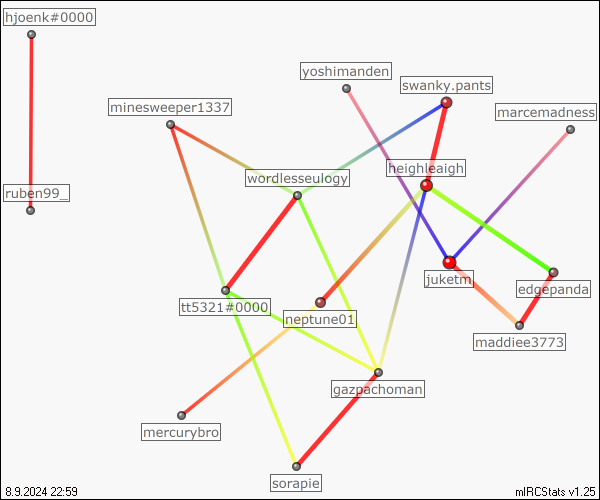 hjoenk#0000
yoshimanden
swanky.pants
minesweeper1337
marcemadness
heighleaigh
wordlesseulogy
ruben99_
juketm
edgepanda
tt5321#0000
neptune01
maddiee3773
gazpachoman
mercurybro
sorapie
8.9.2024 22:59
mIRCStats v1.25